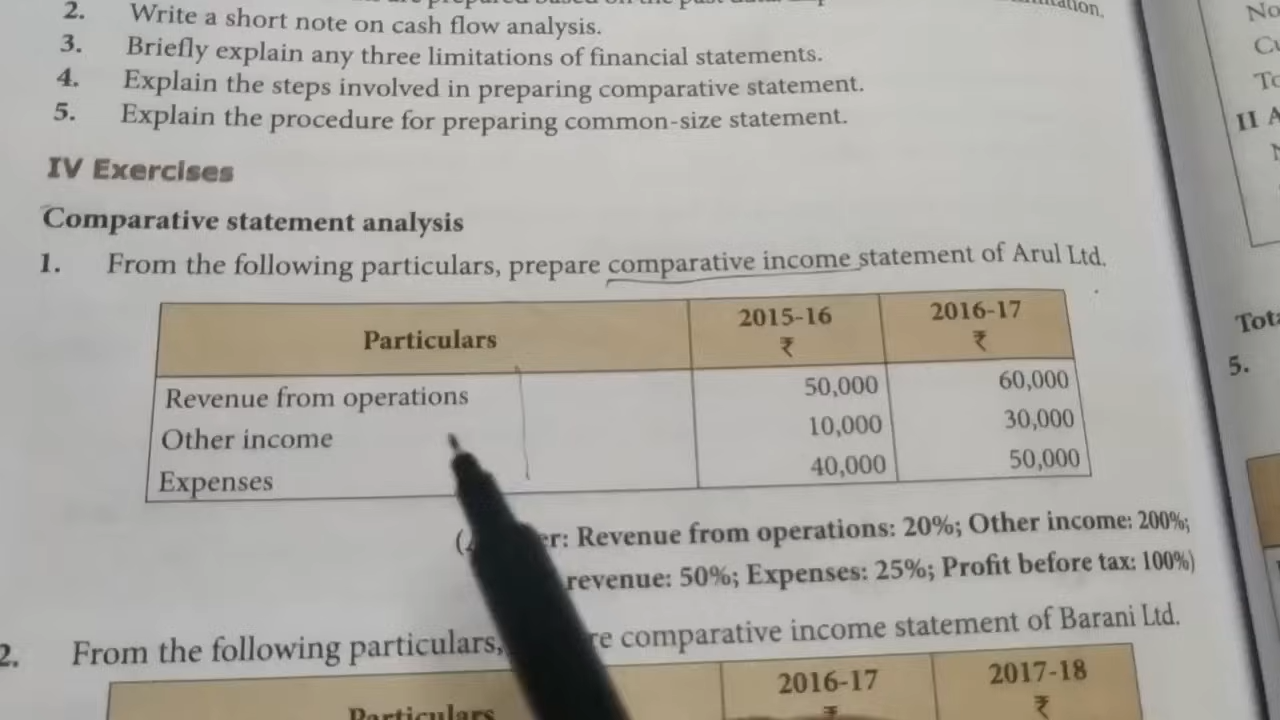 2. Write a short note on cash flow analysis.
3. Briefly explain any three limitations of financial statements.
4. Explain the steps involved in preparing comparative statement.
5. Explain the procedure for preparing common-size statement.
IV Exercises
Comparative statement analysis
1. From the following particulars, prepare comparative income statement of Arul Ltd.
Particulars 2015-16 ₹ 2016-17 ₹
Revenue from operations 50,000 60,000
Other income 10,000 30,000
Expenses 40,000 50,000
Revenue from operations: 20%; Other income: 200%;
revenue: 50%; Expenses: 25%; Profit before tax: 100%)
2. From the following particulars, comparative income statement of Barani Ltd.
Particulars 2016-17 ₹ 2017-18 ₹
II
5.